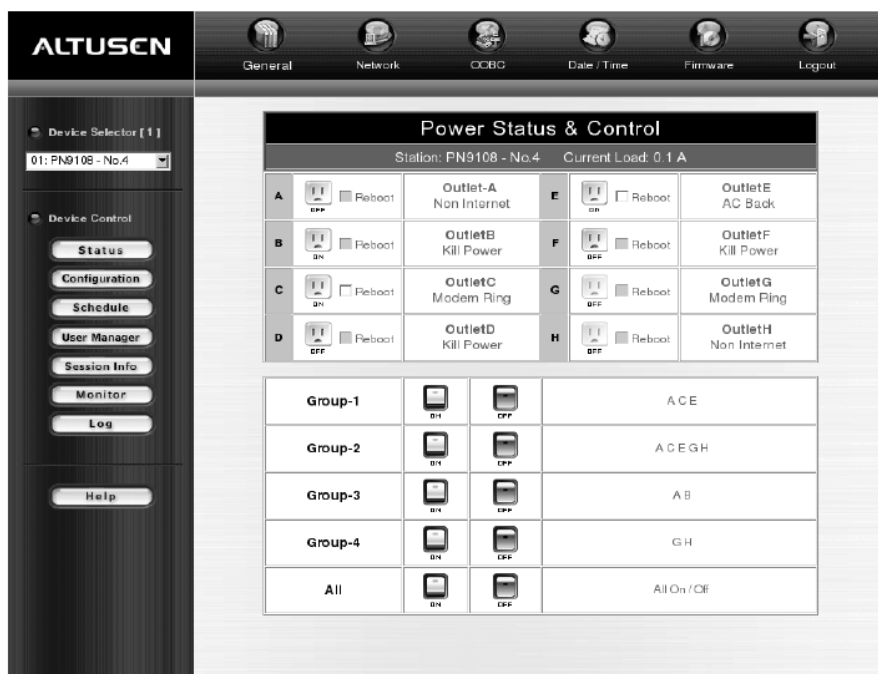 ALTUSEN
General Network OOBC Date / Time Firmware Logout
Device Selector [ 1 ]
01: PN9108 - No.4
Device Control
Status
Configuration
Schedule
User Manager
Session Info
Monitor
Log
Help
Power Status & Control
Station: PN9108 - No.4 Current Load: 0.1 A
A OFF Reboot Outlet-A Non Internet E ON Reboot OutletE AC Back
B ON Reboot OutletB Kill Power F OFF Reboot OutletF Kill Power
C ON Reboot OutletC Modem Ring G OFF Reboot OutletG Modem Ring
D OFF Reboot OutletD Kill Power H OFF Reboot OutletH Non Internet
Group-1 ON OFF A C E
Group-2 ON OFF A C E G H
Group-3 ON OFF A B
Group-4 ON OFF G H
All ON OFF All On / Off